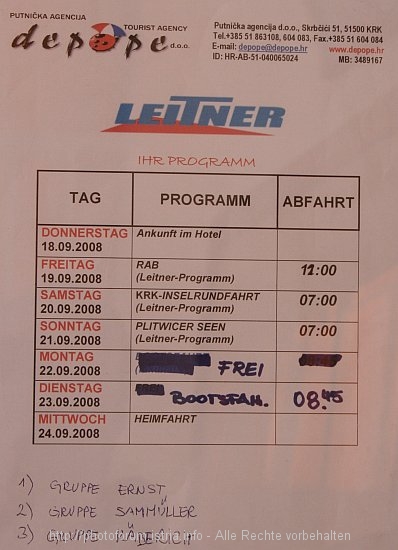 PUTNIČKA AGENCIJA
TOURIST AGENCY
depope d.o.o.
Putnička agencija d.o.o., Skrbčići 51, 51500 KRK
Tel.+385 51 863108, 604 083, Fax.+385 51 604 084
E-mail: depope@depope.hr www.depope.hr
ID: HR-AB-51-040065024 MB: 3489167
LEITNER
IHR PROGRAMM
TAG PROGRAMM ABFAHRT
DONNERSTAG Ankunft im Hotel
18.09.2008
FREITAG RAB 12:00
19.09.2008 (Leitner-Programm)
SAMSTAG KRK-INSELRUNDFAHRT 07:00
20.09.2008 (Leitner-Programm)
SONNTAG PLITWICER SEEN 07:00
21.09.2008 (Leitner-Programm)
MONTAG FREI
22.09.2008
DIENSTAG BOOTSFAH. 08.45
23.09.2008
MITTWOCH HEIMFAHRT
24.09.2008
1) GRUPPE ERNST
2) GRUPPE SAMMÜLLER
3) GRUPPE
- Alle Rechte vorbehalten